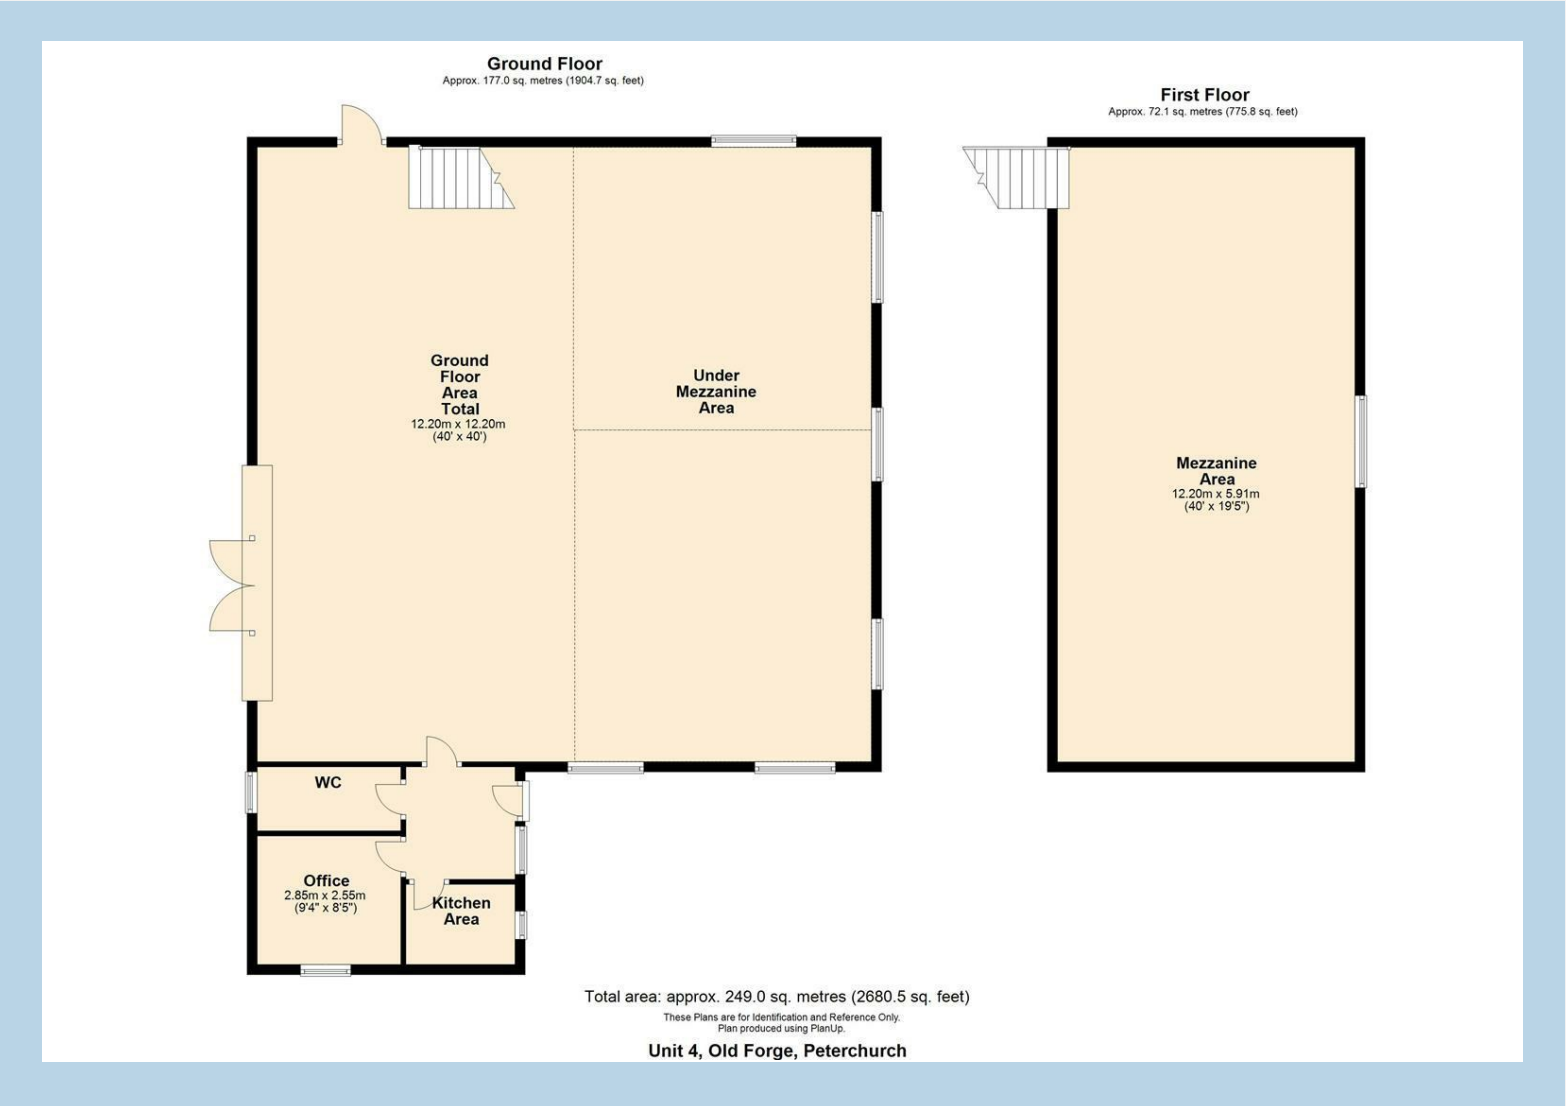 Ground Floor
Approx. 177.0 sq. metres (1904.7 sq. feet)
First Floor
Approx. 72.1 sq. metres (775.8 sq. feet)
Ground
Floor
Area
Total
12.20m x 12.20m
(40' x 40')
Under
Mezzanine
Area
Mezzanine
Area
12.20m x 5.91m
(40' x 19'5")
WC
Office
2.85m x 2.55m
(9'4" x 8'5")
Kitchen
Area
Total area: approx. 249.0 sq. metres (2680.5 sq. feet)
These Plans are for Identification and Reference Only.
Plan produced using PlanUp.
Unit 4, Old Forge, Peterchurch